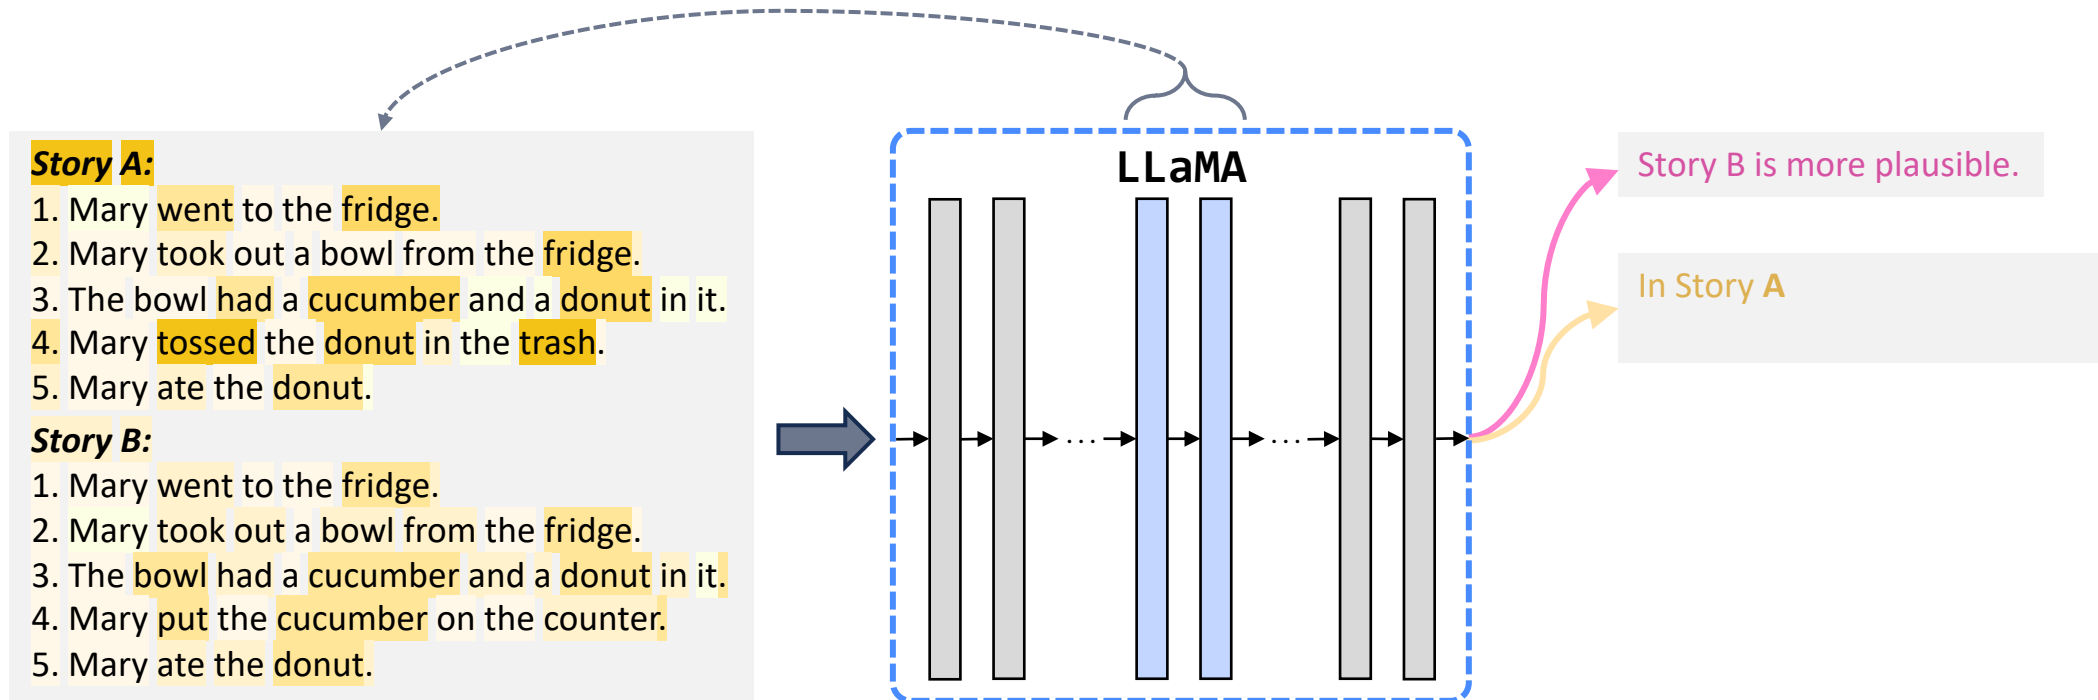 Story A:
1. Mary went to the fridge.
2. Mary took out a bowl from the fridge.
3. The bowl had a cucumber and a donut in it.
4. Mary tossed the donut in the trash.
5. Mary ate the donut.
Story B:
1. Mary went to the fridge.
2. Mary took out a bowl from the fridge.
3. The bowl had a cucumber and a donut in it.
4. Mary put the cucumber on the counter.
5. Mary ate the donut.
LLaMA
... ...
Story B is more plausible.
In Story A